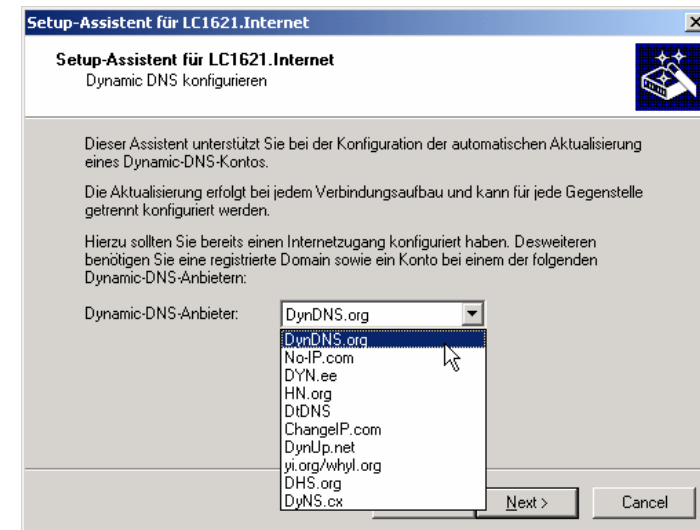 Setup-Assistent für LC1621.Internet
Setup-Assistent für LC1621.Internet
Dynamic DNS konfigurieren
Dieser Assistent unterstützt Sie bei der Konfiguration der automatischen Aktualisierung
eines Dynamic-DNS-Kontos.
Die Aktualisierung erfolgt bei jedem Verbindungsaufbau und kann für jede Gegenstelle
getrennt konfiguriert werden.
Hierzu sollten Sie bereits einen Internetzugang konfiguriert haben. Desweiteren
benötigen Sie eine registrierte Domain sowie ein Konto bei einem der folgenden
Dynamic-DNS-Anbietern:
Dynamic-DNS-Anbieter: DynDNS.org
DynDNS.org
No-IP.com
DYN.ee
HN.org
DtDNS
ChangeIP.com
DynUp.net
yi.org/whyI.org
DHS.org
DyNS.cx
Next > Cancel